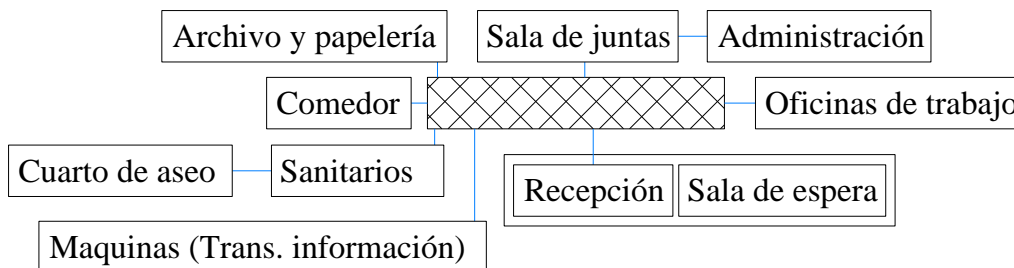 Archivo y papelería
Sala de juntas
Administración
Comedor
Oficinas de trabajo
Cuarto de aseo
Sanitarios
Recepción
Sala de espera
Maquinas (Trans. información)